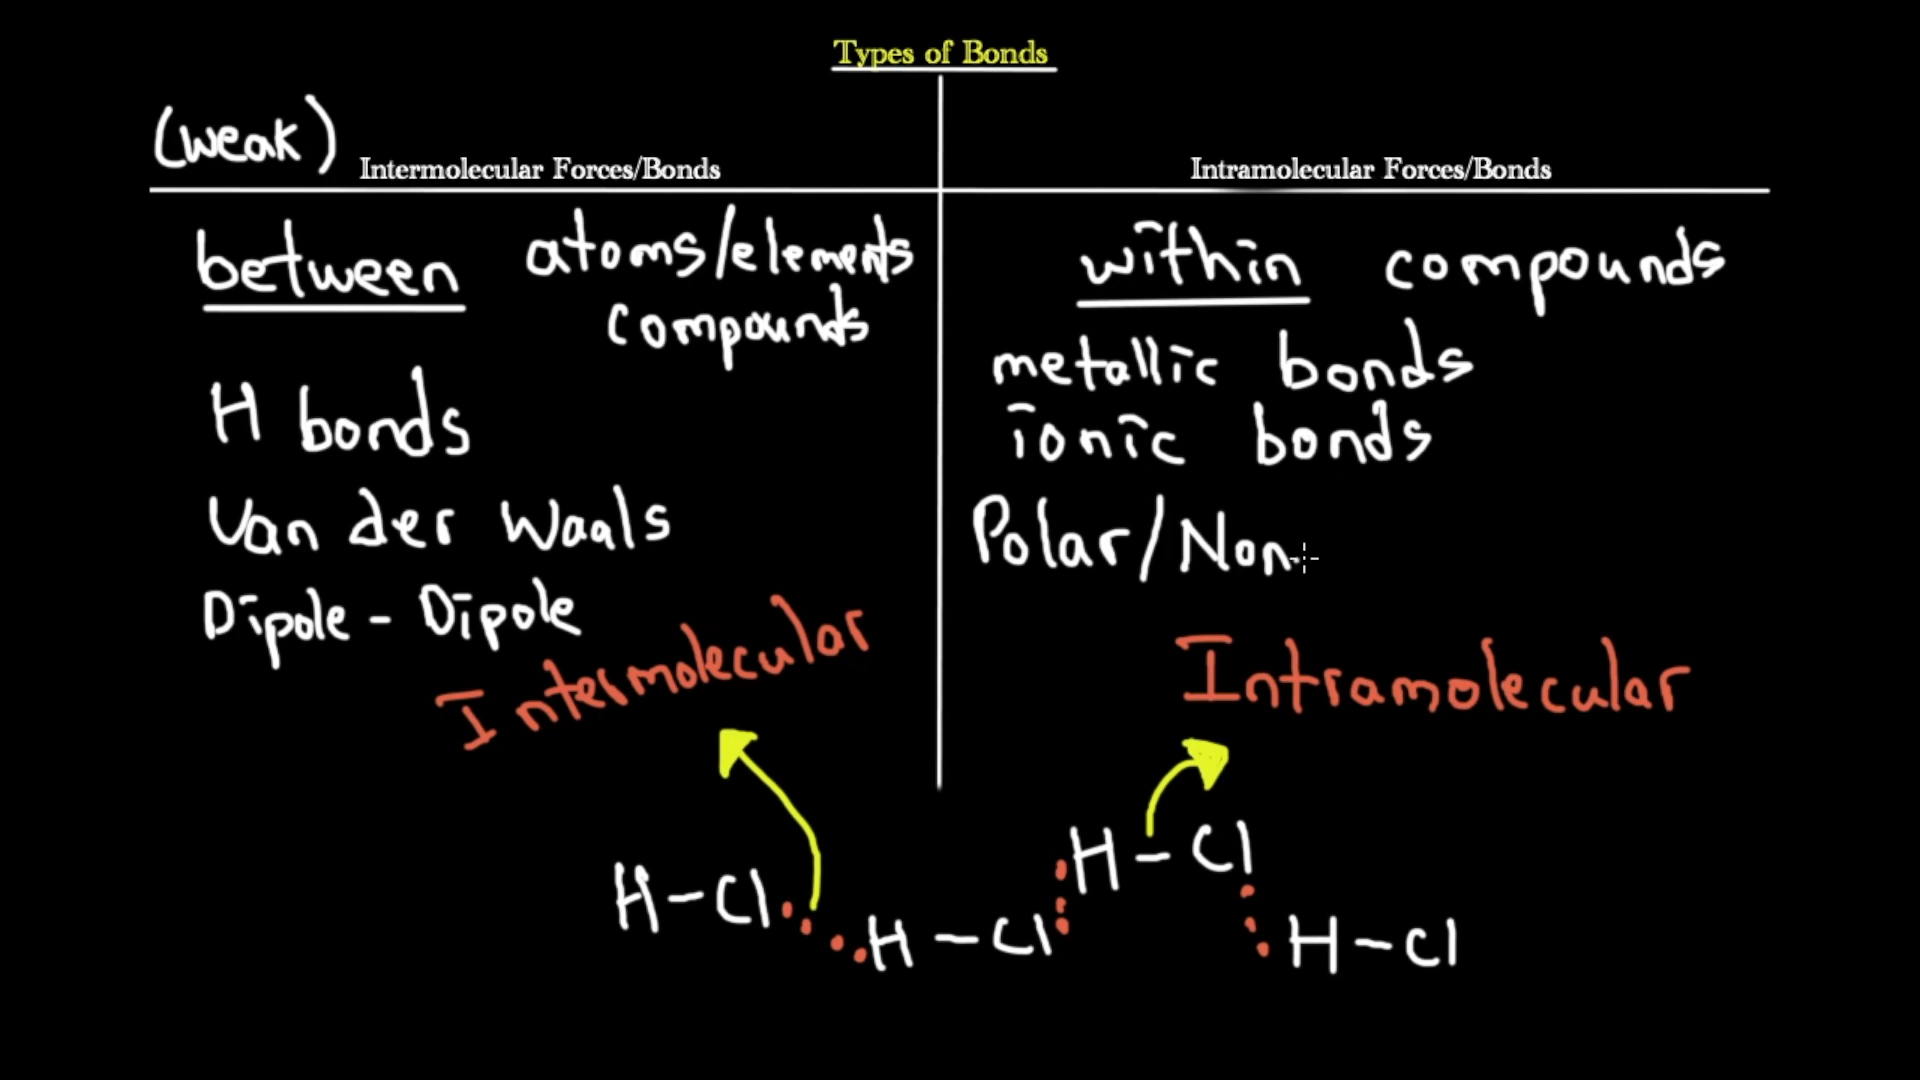 Types of Bonds
(weak)
Intermolecular Forces/Bonds
Intramolecular Forces/Bonds
between atoms/elements
compounds
H bonds
Van der Waals
Dipole - Dipole
Intermolecular
within compounds
metallic bonds
ionic bonds
Polar/Non
Intramolecular
H-Cl
H-Cl
H-Cl
H-Cl